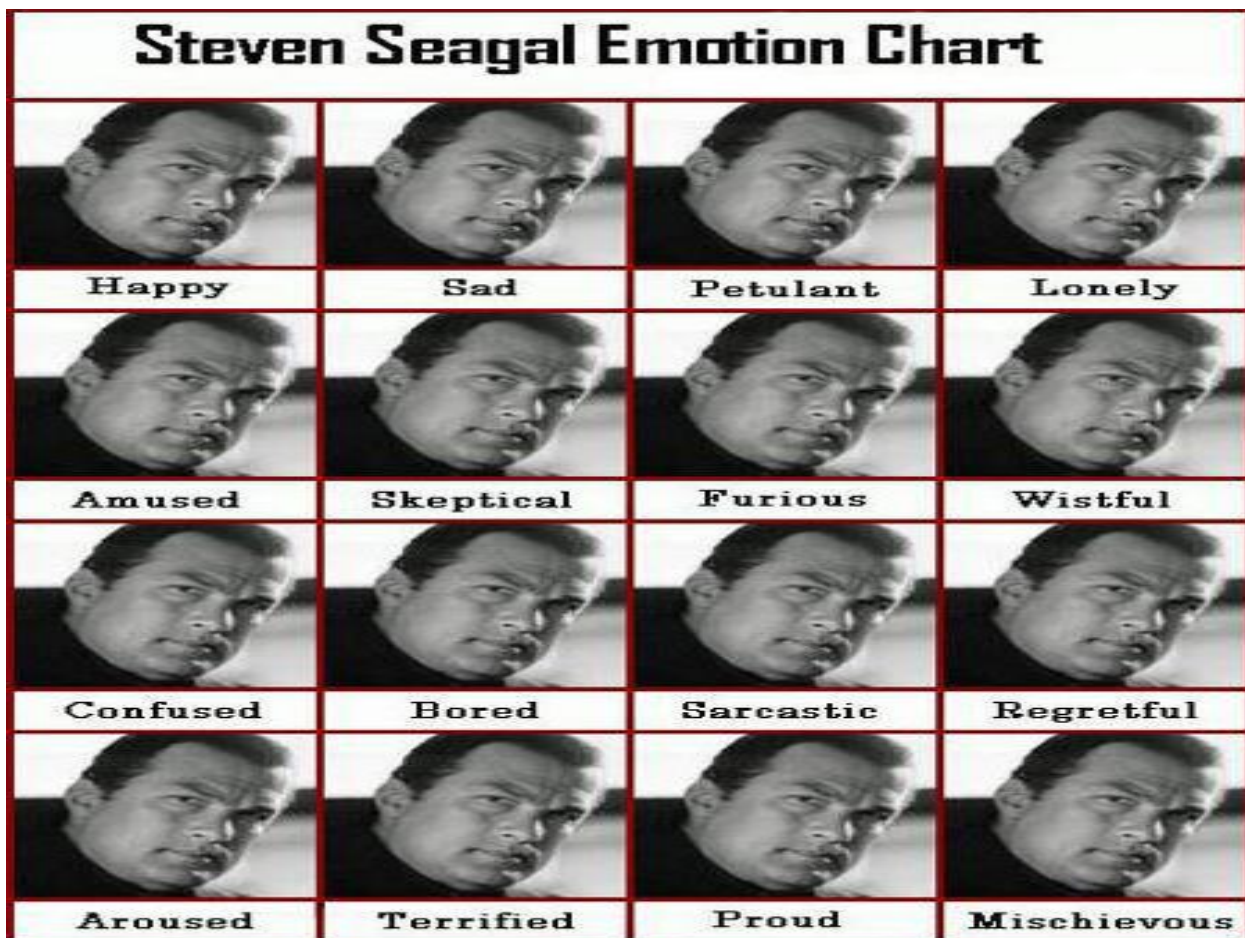 Steven Seagal Emotion Chart
Happy Sad Petulant Lonely
Amused Skeptical Furious Wistful
Confused Bored Sarcastic Regretful
Aroused Terrified Proud Mischievous